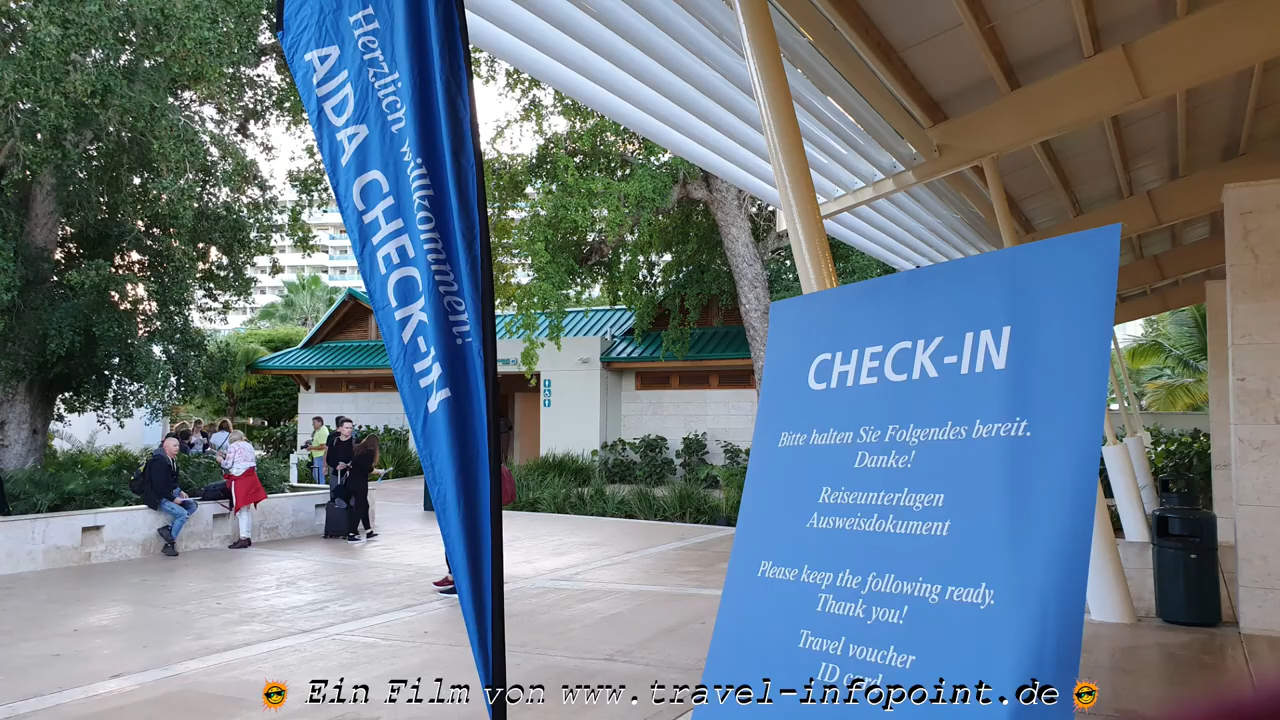 Herzlich willkommen!
AIDA CHECK-IN
CHECK-IN
Bitte halten Sie Folgendes bereit.
Danke!
Reiseunterlagen
Ausweisdokument
Please keep the following ready.
Thank you!
Travel voucher
ID card
Ein Film von www.travel-infopoint.de